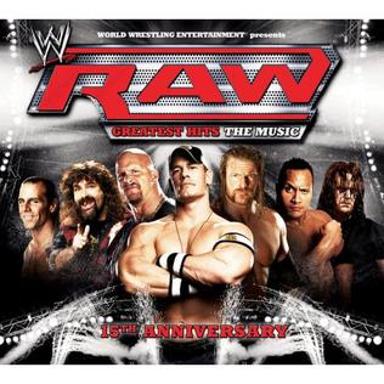 W
WORLD WRESTLING ENTERTAINMENT® presents
RAW
GREATEST HITS THE MUSIC
15TH ANNIVERSARY